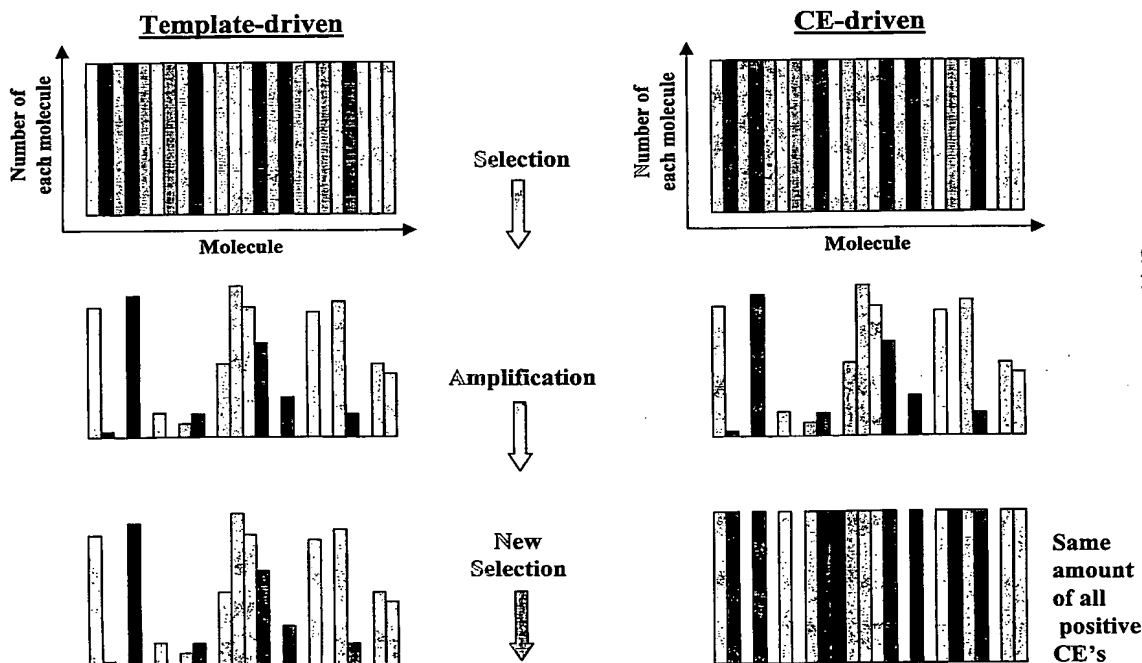 Template-driven
CE-driven
Number of
each molecule
Molecule
Selection
Number of
each molecule
Molecule
Amplification
New
Selection
Same
amount
of all
positive
CE's